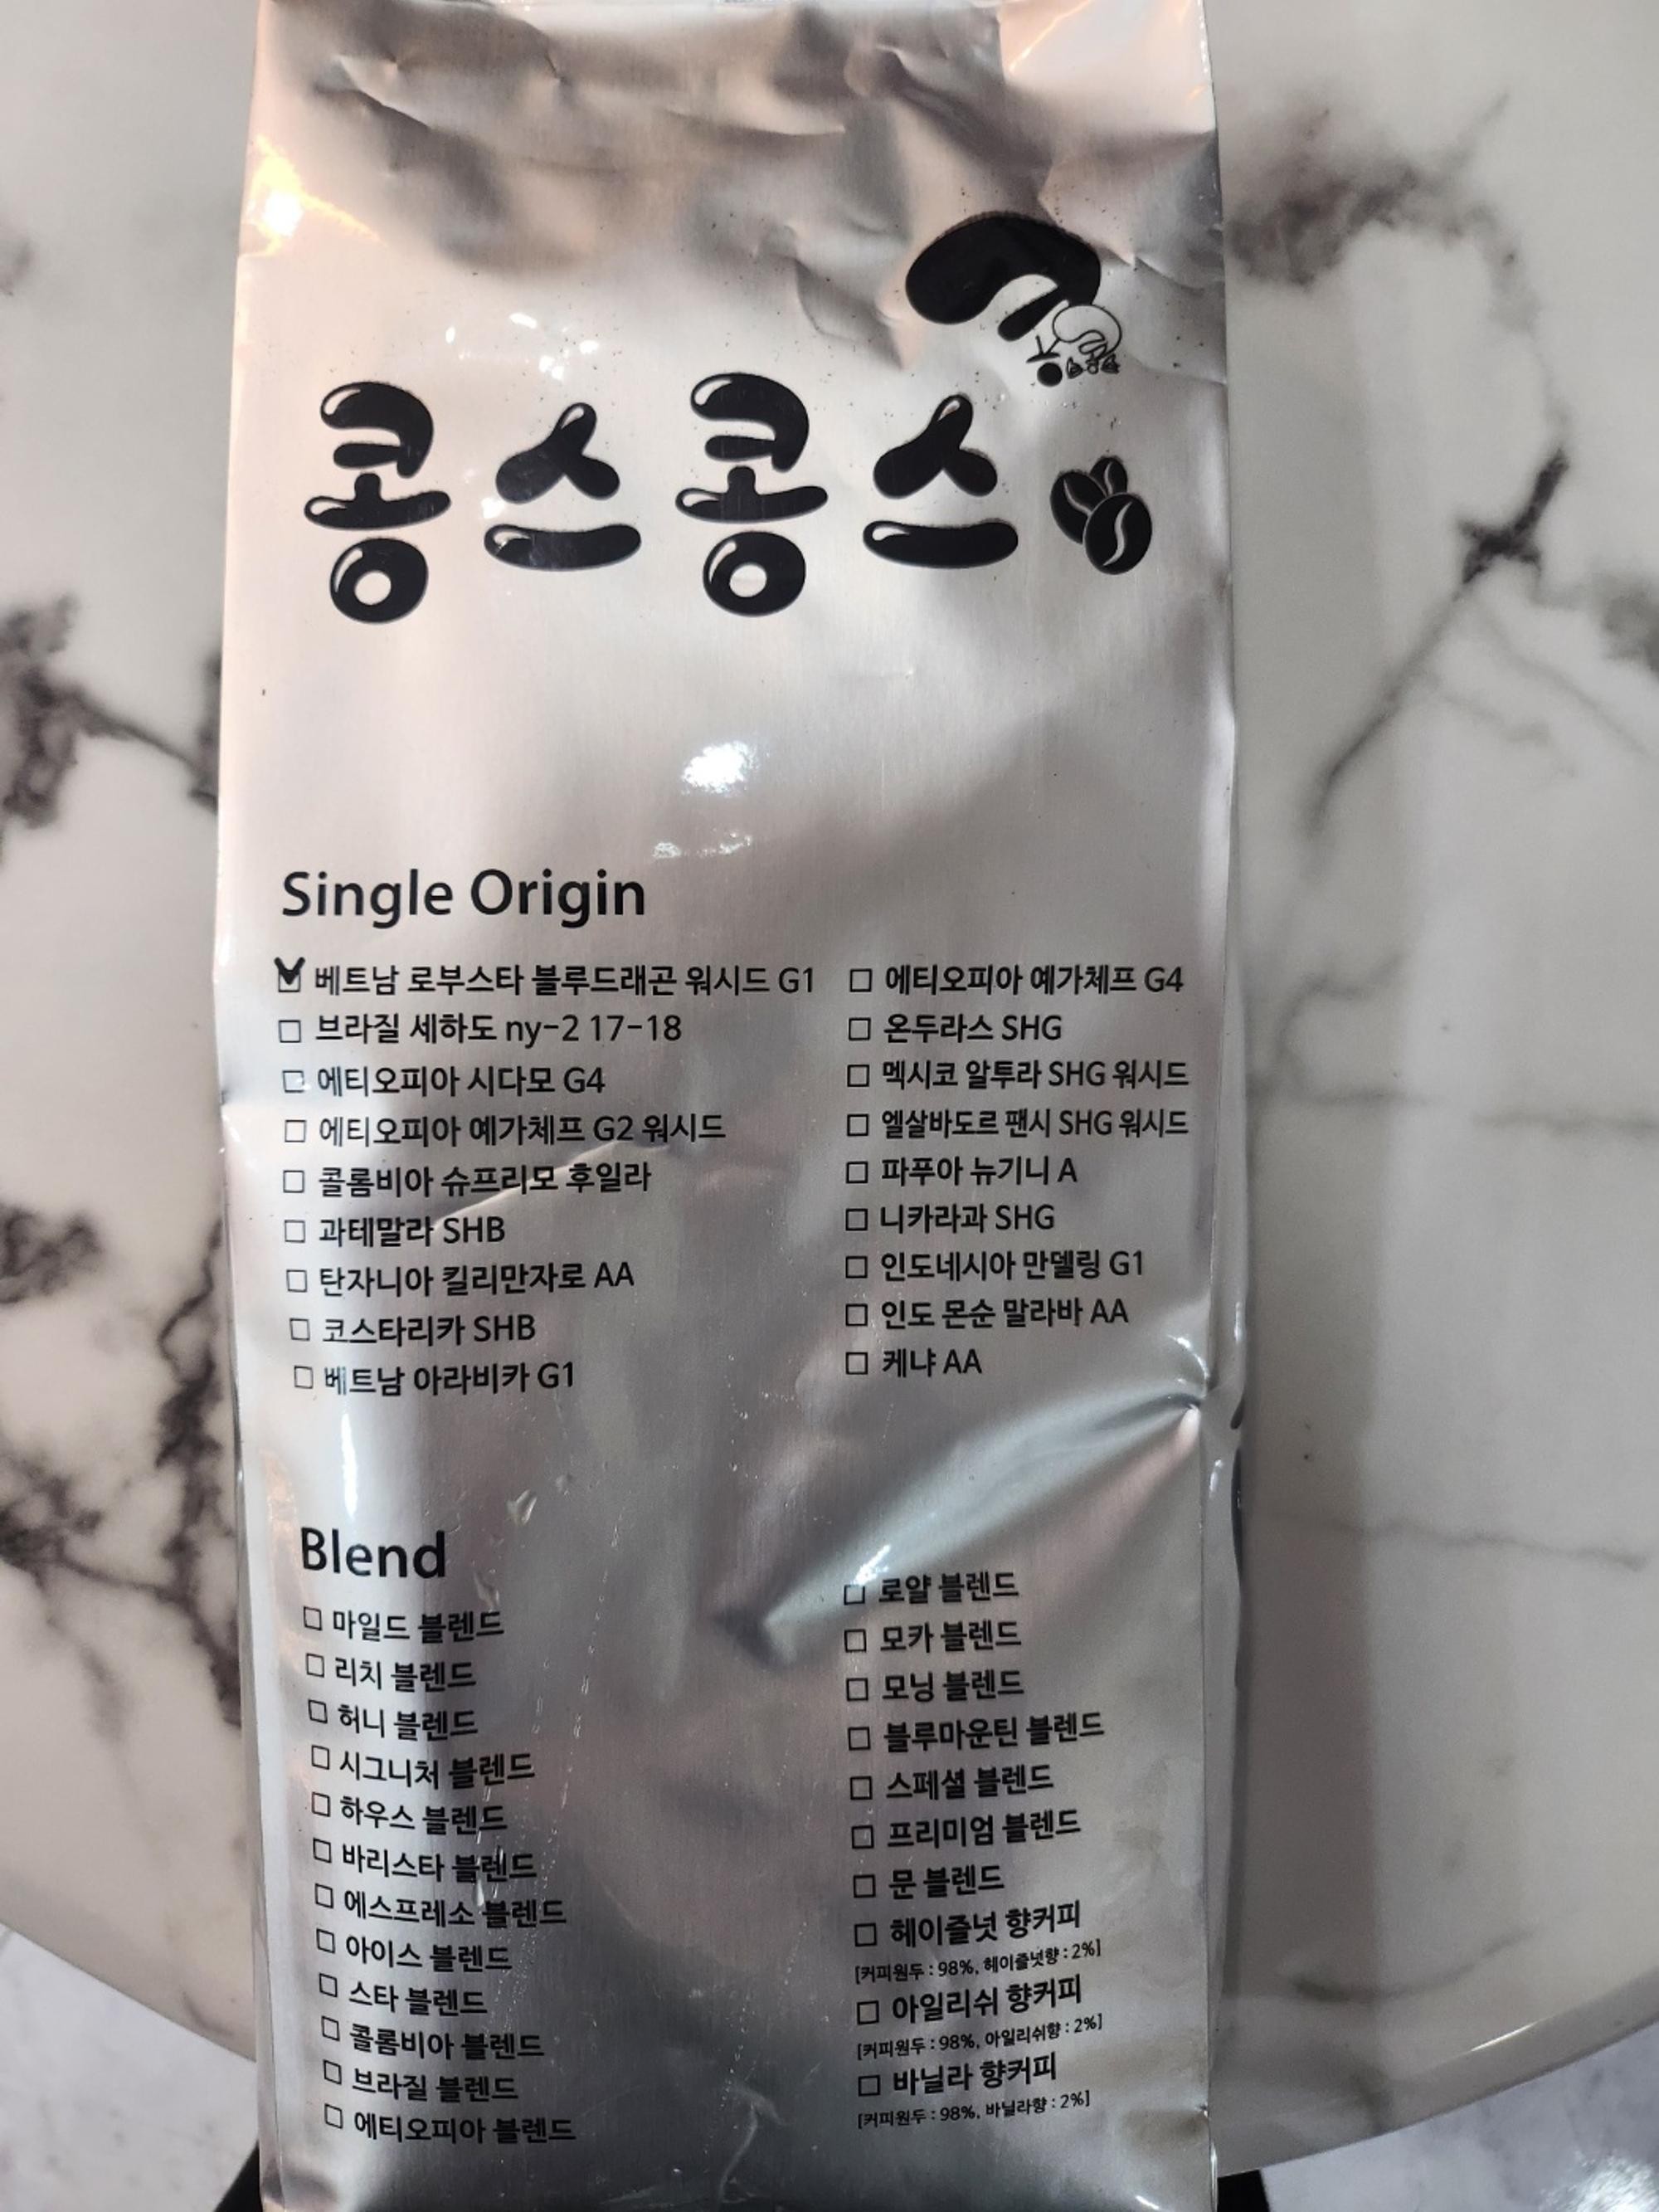 콩스콩스
Single Origin
베트남 로부스타 블루드래곤 워시드 G1
브라질 세하도 ny-2 17-18
에티오피아 시다모 G4
에티오피아 예가체프 G2 워시드
콜롬비아 슈프리모 후일라
과테말라 SHB
탄자니아 킬리만자로 AA
코스타리카 SHB
베트남 아라비카 G1
에티오피아 예가체프 G4
온두라스 SHG
멕시코 알투라 SHG 워시드
엘살바도르 팬시 SHG 워시드
파푸아 뉴기니 A
니카라과 SHG
인도네시아 만델링 G1
인도 몬순 말라바 AA
케냐 AA
Blend
마일드 블렌드
리치 블렌드
허니 블렌드
시그니처 블렌드
하우스 블렌드
바리스타 블렌드
에스프레소 블렌드
아이스 블렌드
스타 블렌드
콜롬비아 블렌드
브라질 블렌드
에티오피아 블렌드
로얄 블렌드
모카 블렌드
모닝 블렌드
블루마운틴 블렌드
스페셜 블렌드
프리미엄 블렌드
문 블렌드
헤이즐넛 향커피
[커피원두 : 98%, 헤이즐넛향 : 2%]
아일리쉬 향커피
[커피원두 : 98%, 아일리쉬향 : 2%]
바닐라 향커피
[커피원두 : 98%, 바닐라향 : 2%]